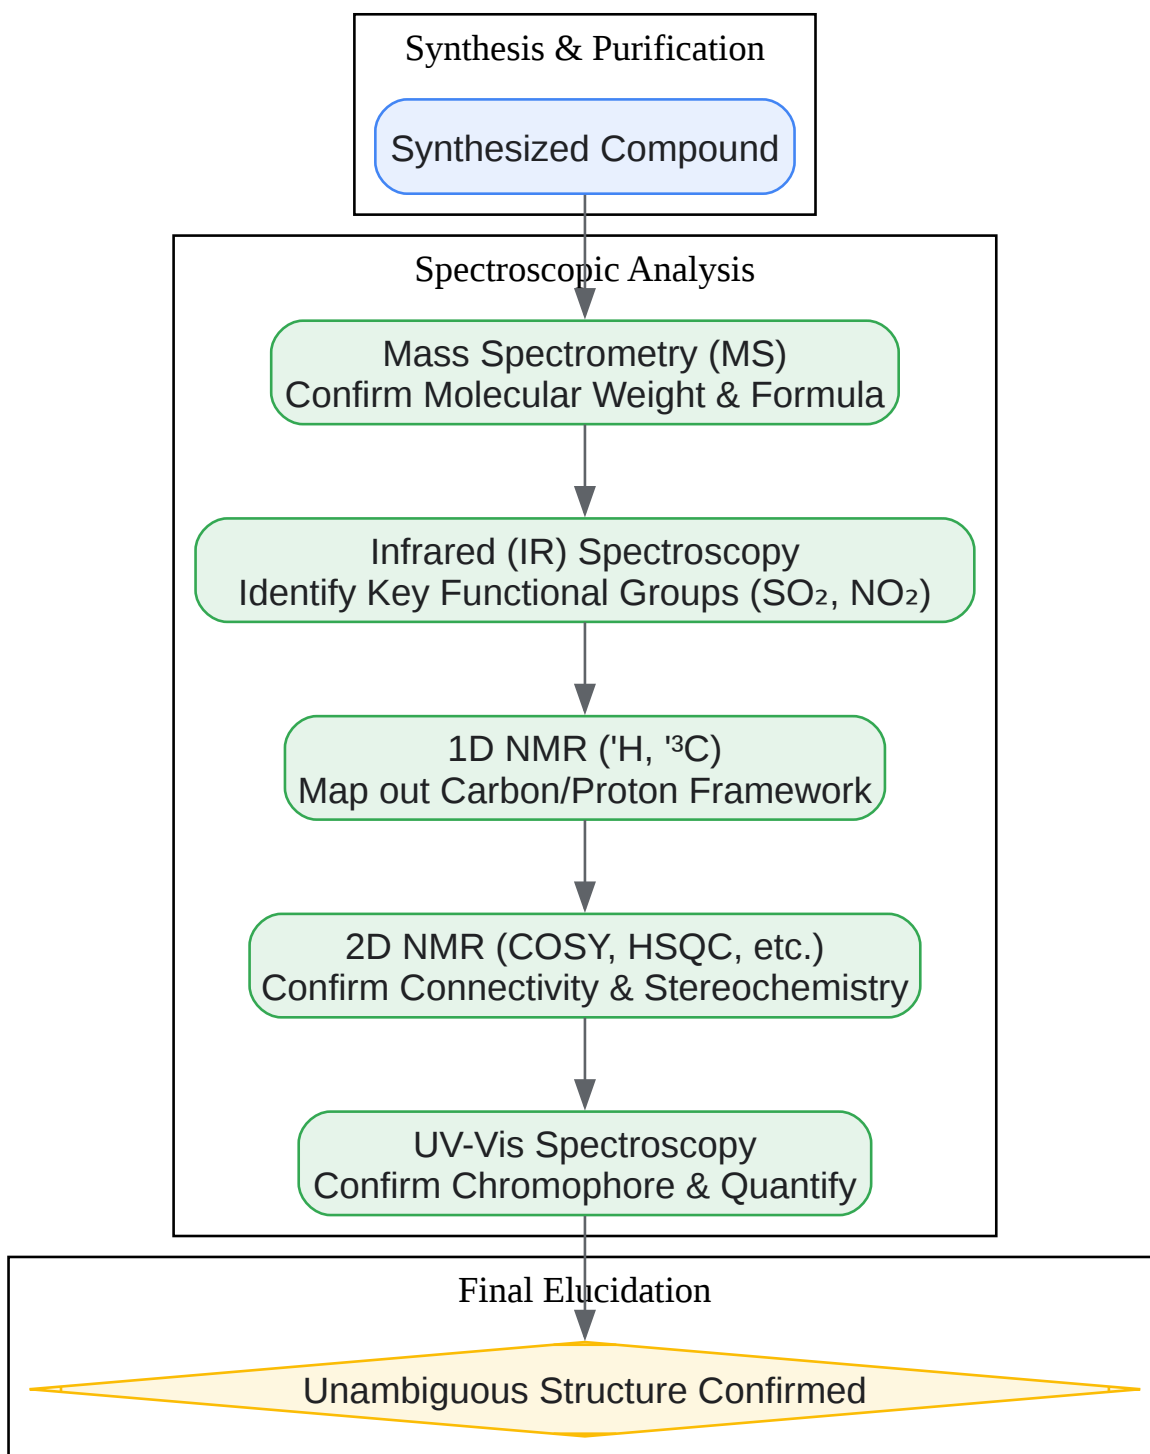 Synthesis & Purification
Synthesized Compound
Spectroscopic Analysis
Mass Spectrometry (MS)
Confirm Molecular Weight & Formula
Infrared (IR) Spectroscopy
Identify Key Functional Groups (SO₂, NO₂)
1D NMR ('H, '³C)
Map out Carbon/Proton Framework
2D NMR (COSY, HSQC, etc.)
Confirm Connectivity & Stereochemistry
UV-Vis Spectroscopy
Confirm Chromophore & Quantify
Final Elucidation
Unambiguous Structure Confirmed